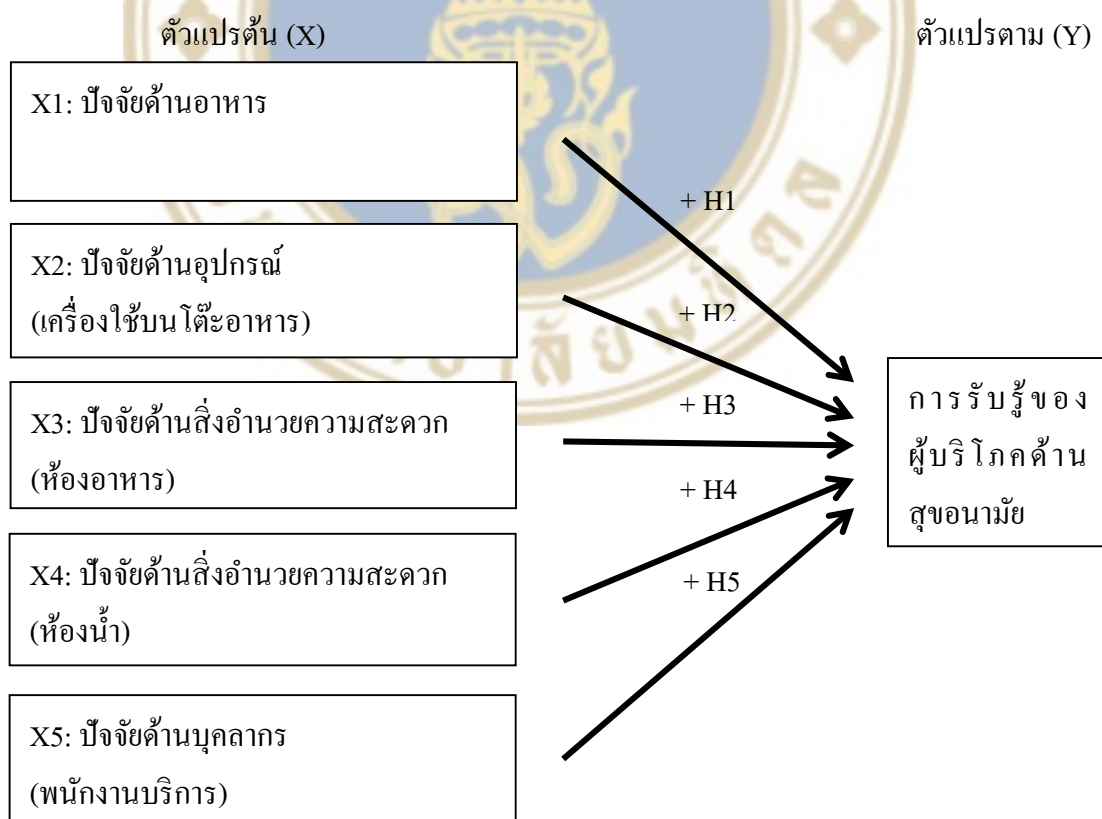 ตัวแปรต้น (X)
ตัวแปรตาม (Y)
X1: ปัจจัยด้านอาหาร
+ H1
X2: ปัจจัยด้านอุปกรณ์
(เครื่องใช้บนโต๊ะอาหาร)
+ H2
X3: ปัจจัยด้านสิ่งอำนวยความสะดวก
(ห้องอาหาร)
+ H3
การรับรู้ของ
ผู้บริโภคด้าน
สุขอนามัย
+ H4
X4: ปัจจัยด้านสิ่งอำนวยความสะดวก
(ห้องน้ำ)
+ H5
X5: ปัจจัยด้านบุคลากร
(พนักงานบริการ)